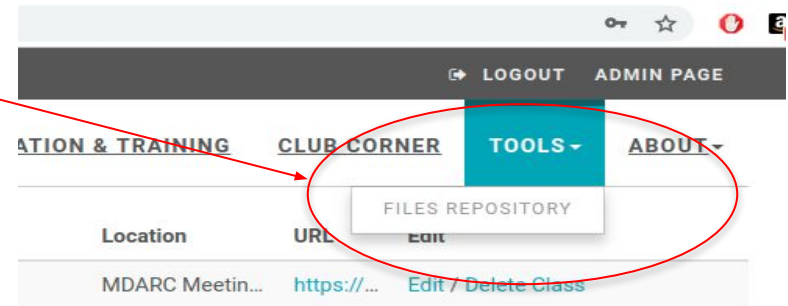 LOGOUT ADMIN PAGE
ATION & TRAINING CLUB CORNER TOOLS ABOUT
FILES REPOSITORY
Location URL Edit
MDARC Meetin... https://... Edit / Delete Class